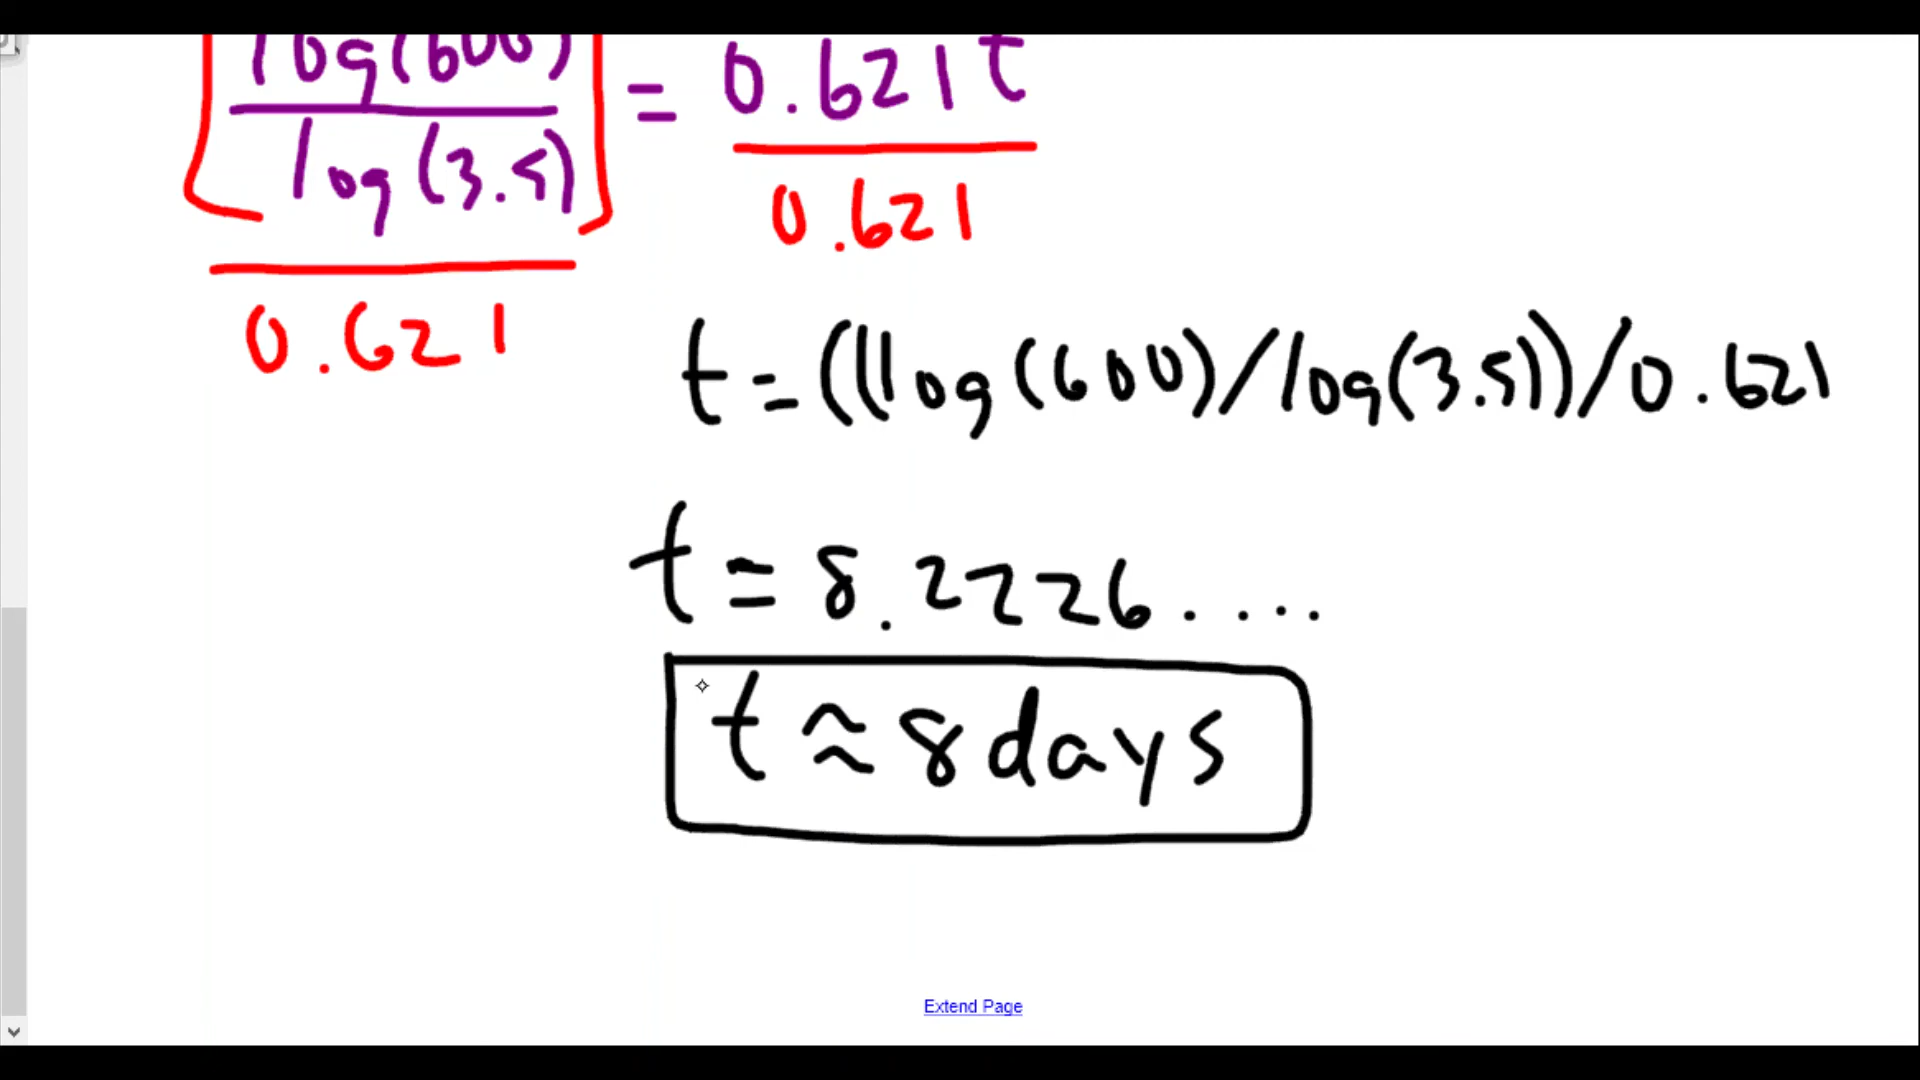 log(600)
= 0.621t
log(3.5)
0.621
0.621
t=((log(600)/log(3.5))/0.621
t = 8.2226....
t ≈ 8 days
Extend Page